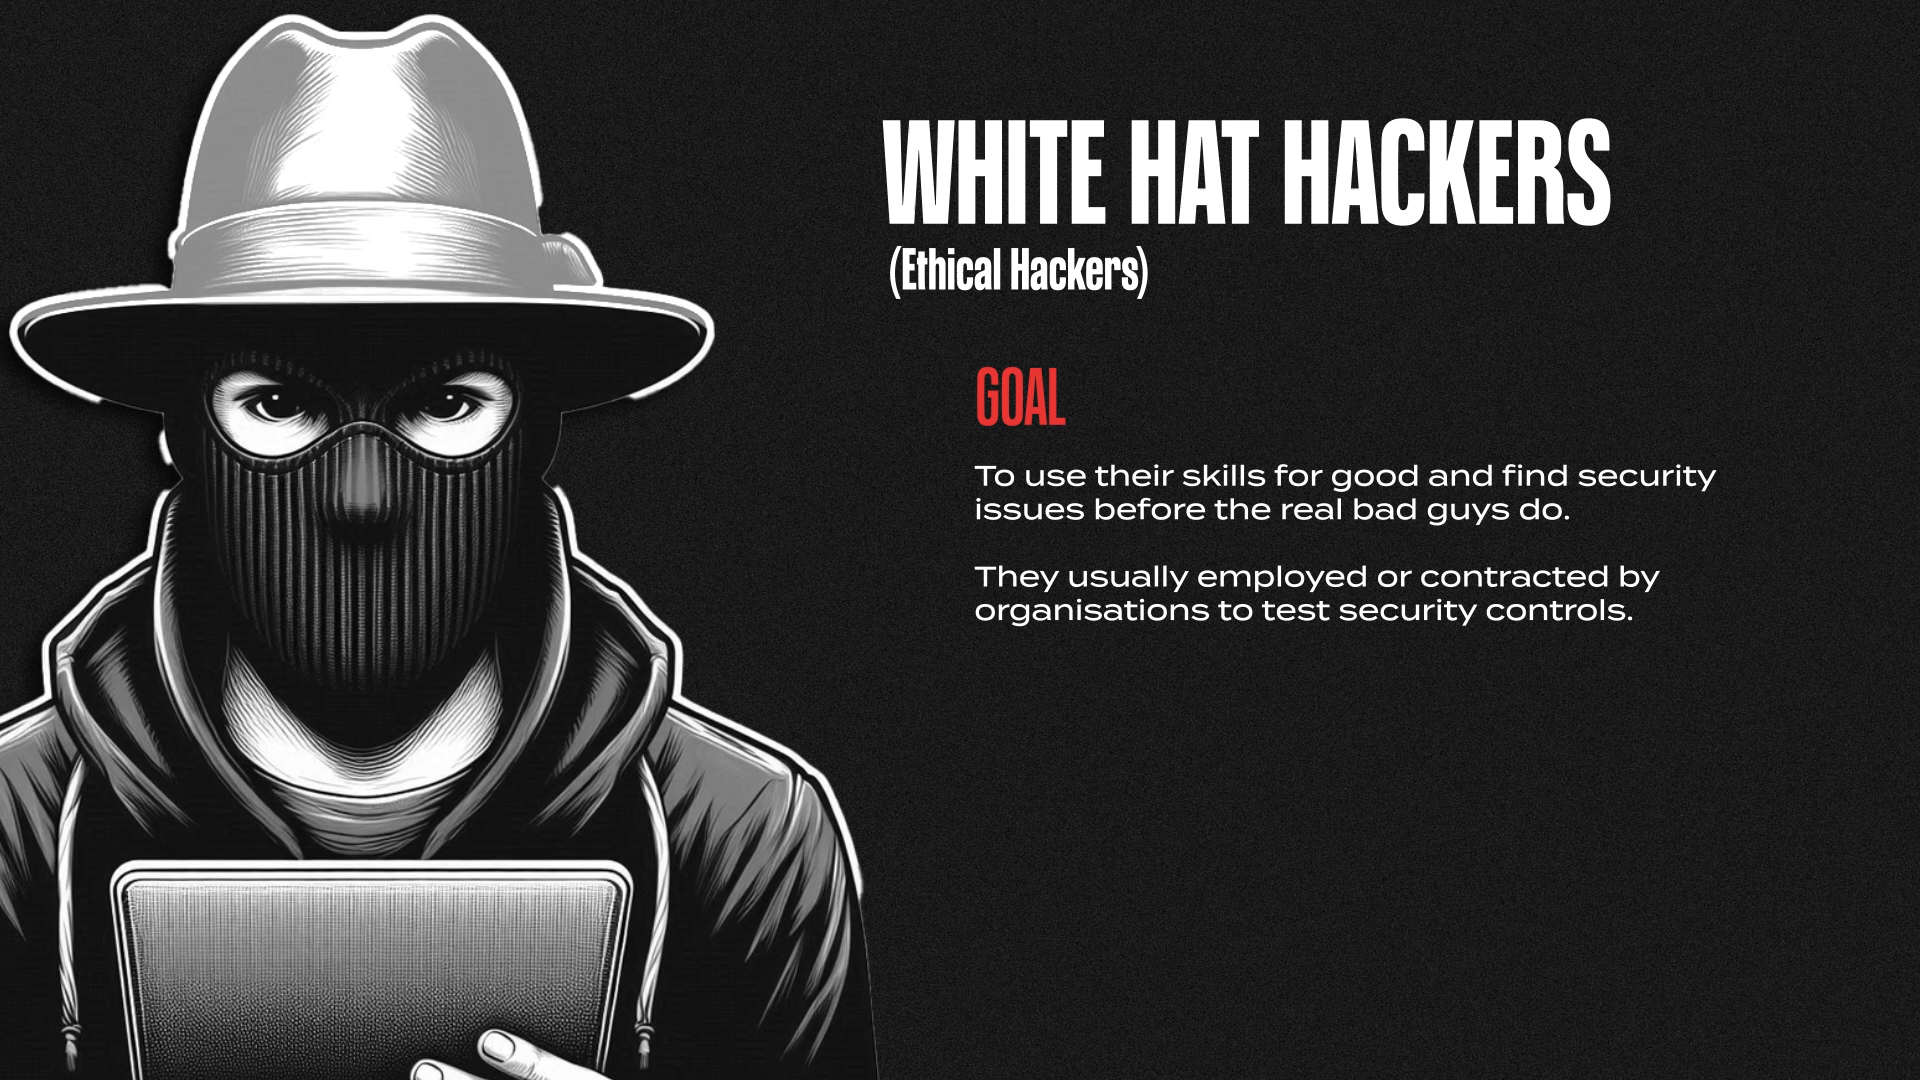 WHITE HAT HACKERS
(Ethical Hackers)
GOAL
To use their skills for good and find security
issues before the real bad guys do.
They usually employed or contracted by
organisations to test security controls.